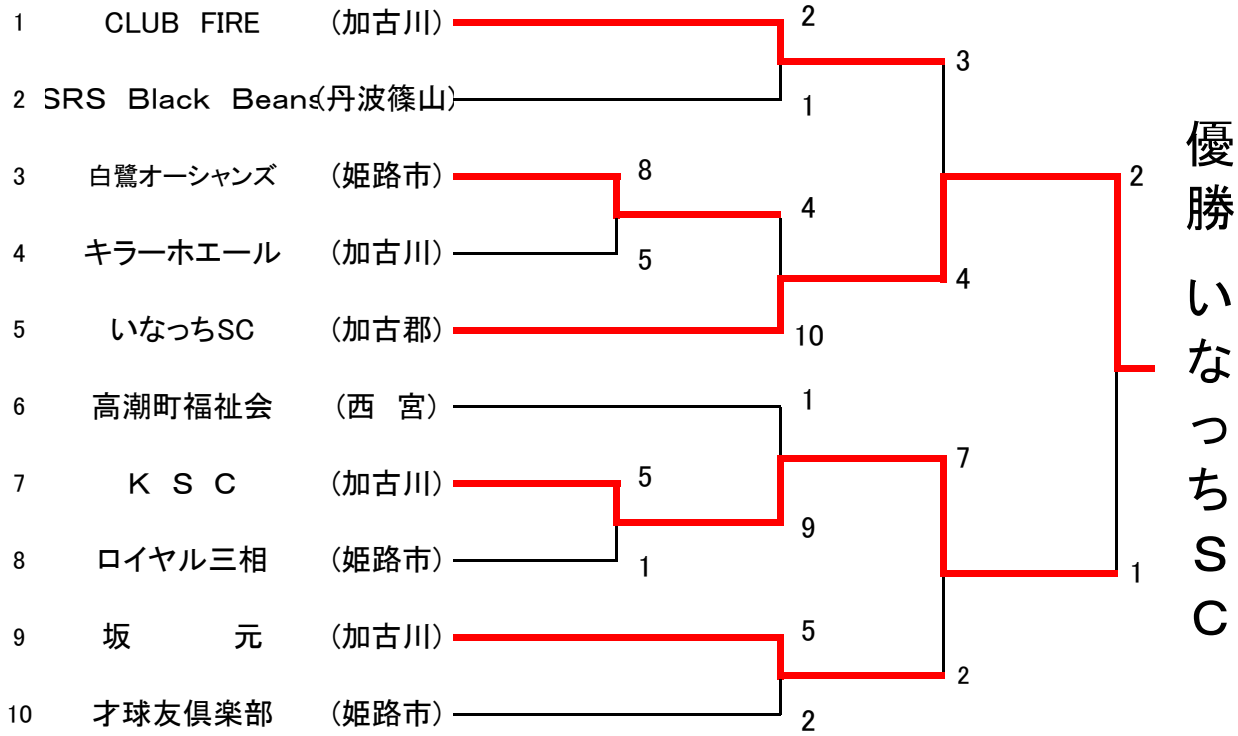 1 CLUB FIRE (加古川) 2
3
2 SRS Black Beans(丹波篠山) 1
3 白鷺オーシャンズ (姫路市) 8
2
4
4 キラーホエール (加古川) 5
4
5 いなっちSC (加古郡) 10
6 高潮町福祉会 (西 宮) 1
7
7 K S C (加古川) 5
9
8 ロイヤル三相 (姫路市) 1
1
9 坂 元 (加古川) 5
2
10 才球友倶楽部 (姫路市) 2
優勝 いなっちSC